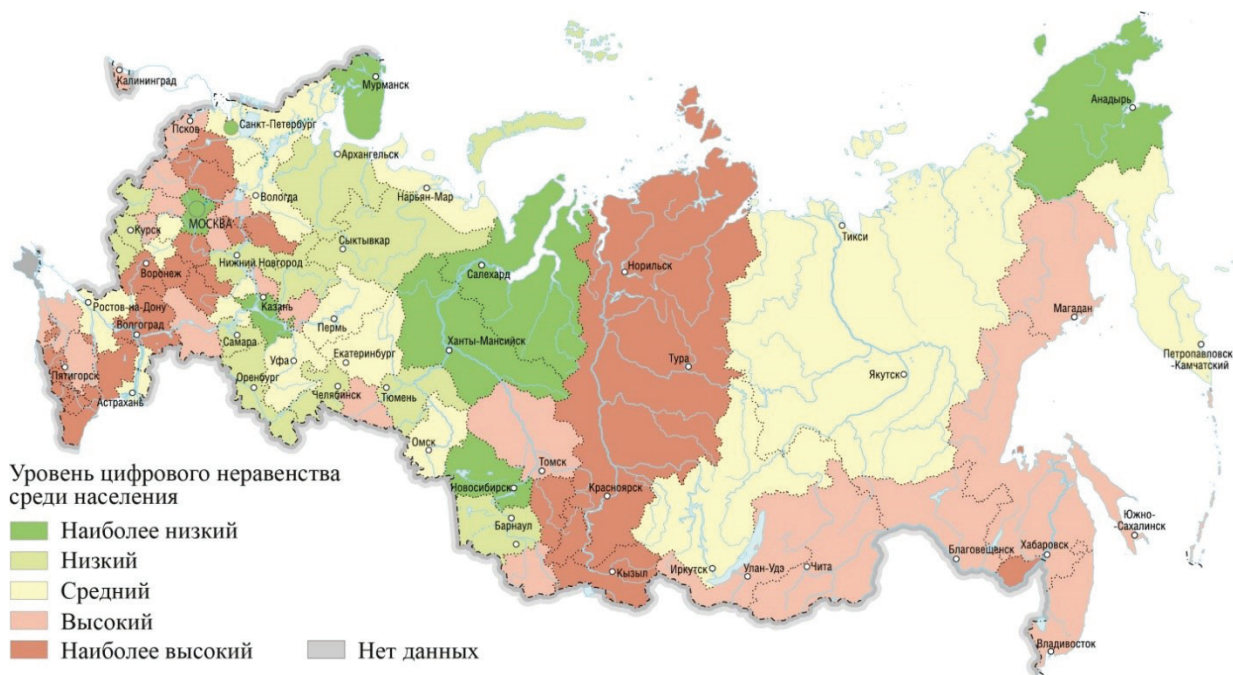 Калининград
Мурманск
Анадырь
Псков
Санкт-Петербург
Архангельск
Нарьян-Мар
Вологда
МОСКВА
Курск
Тикси
Сыктывкар
Нижний Новгород
Воронеж
Салехард
Норильск
Ростов-на-Дону
Казань
Магадан
Волгоград
Пермь
Самара
Ханты-Мансийск
Тура
Петропавловск
-Камчатский
Пятигорск
Уфа
Екатеринбург
Якутск
Оренбург
Челябинск
Тюмень
Астрахань
Омск
Томск
Уровень цифрового неравенства
среди населения
Новосибирск
Красноярск
Барнаул
Южно-
-Сахалинск
Наиболее низкий
Низкий
Средний
Высокий
Наиболее высокий
Нет данных
Кызыл
Иркутск
Улан-Удэ
Чита
Благовещенск
Хабаровск
Владивосток